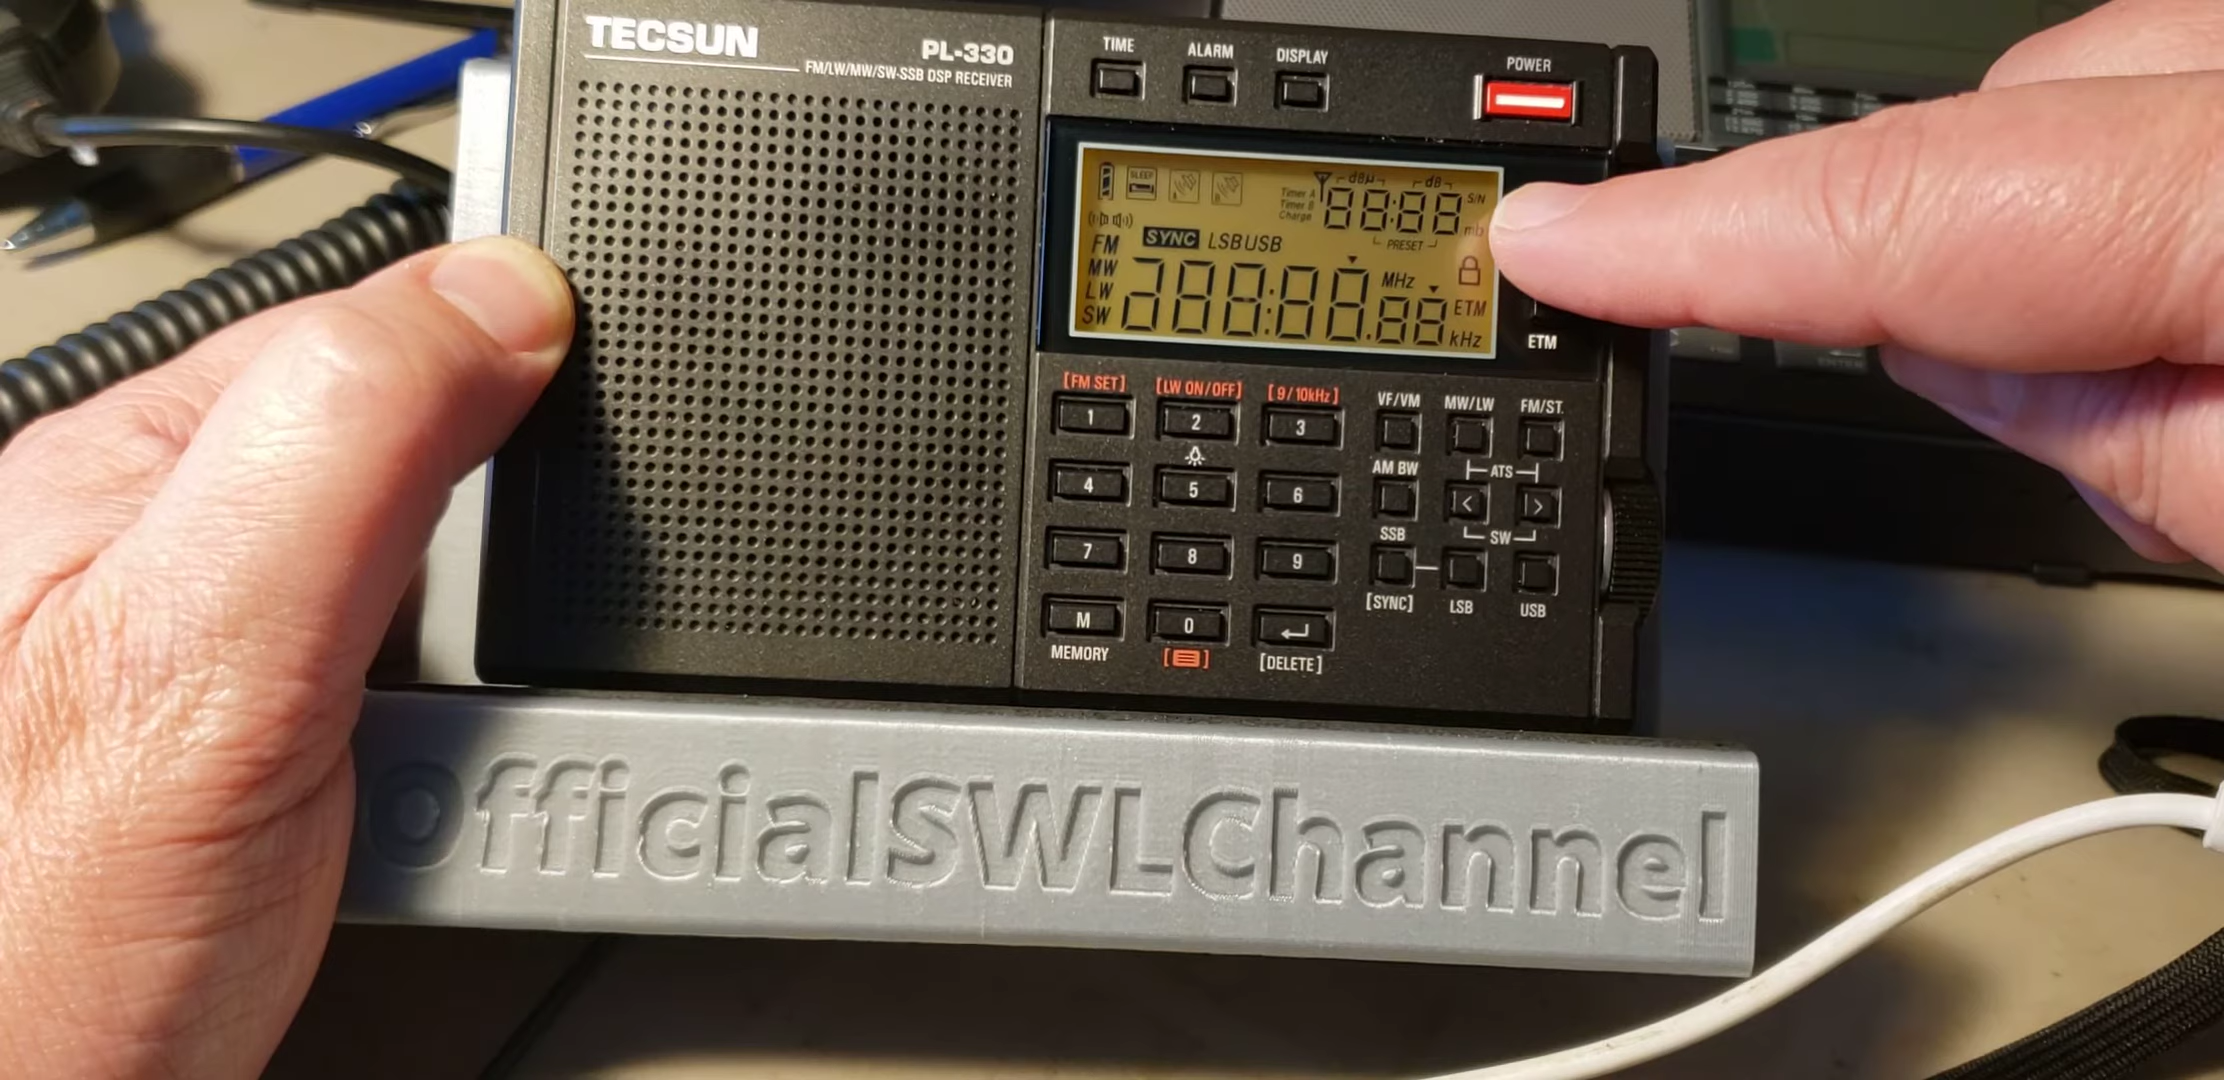 TECSUN
PL-330
FM/LW/MW/SW-SSB DSP RECEIVER
TIME
ALARM
DISPLAY
POWER
SLEEP
Timer A
Timer B
Charge
dBμ
dB
88:88
S/N
mb
PRESET
FM
MW
LW
SW
SYNC
LSB USB
MHz
ETM
kHz
ETM
[FM SET]
[LW ON/OFF]
[9/10kHz]
VF/VM
MW/LW
FM/ST.
1
2
3
AM BW
ATS
4
5
6
<
>
SSB
SW
7
8
9
[SYNC]
LSB
USB
M
0
MEMORY
[DELETE]
OfficialSWLChannel